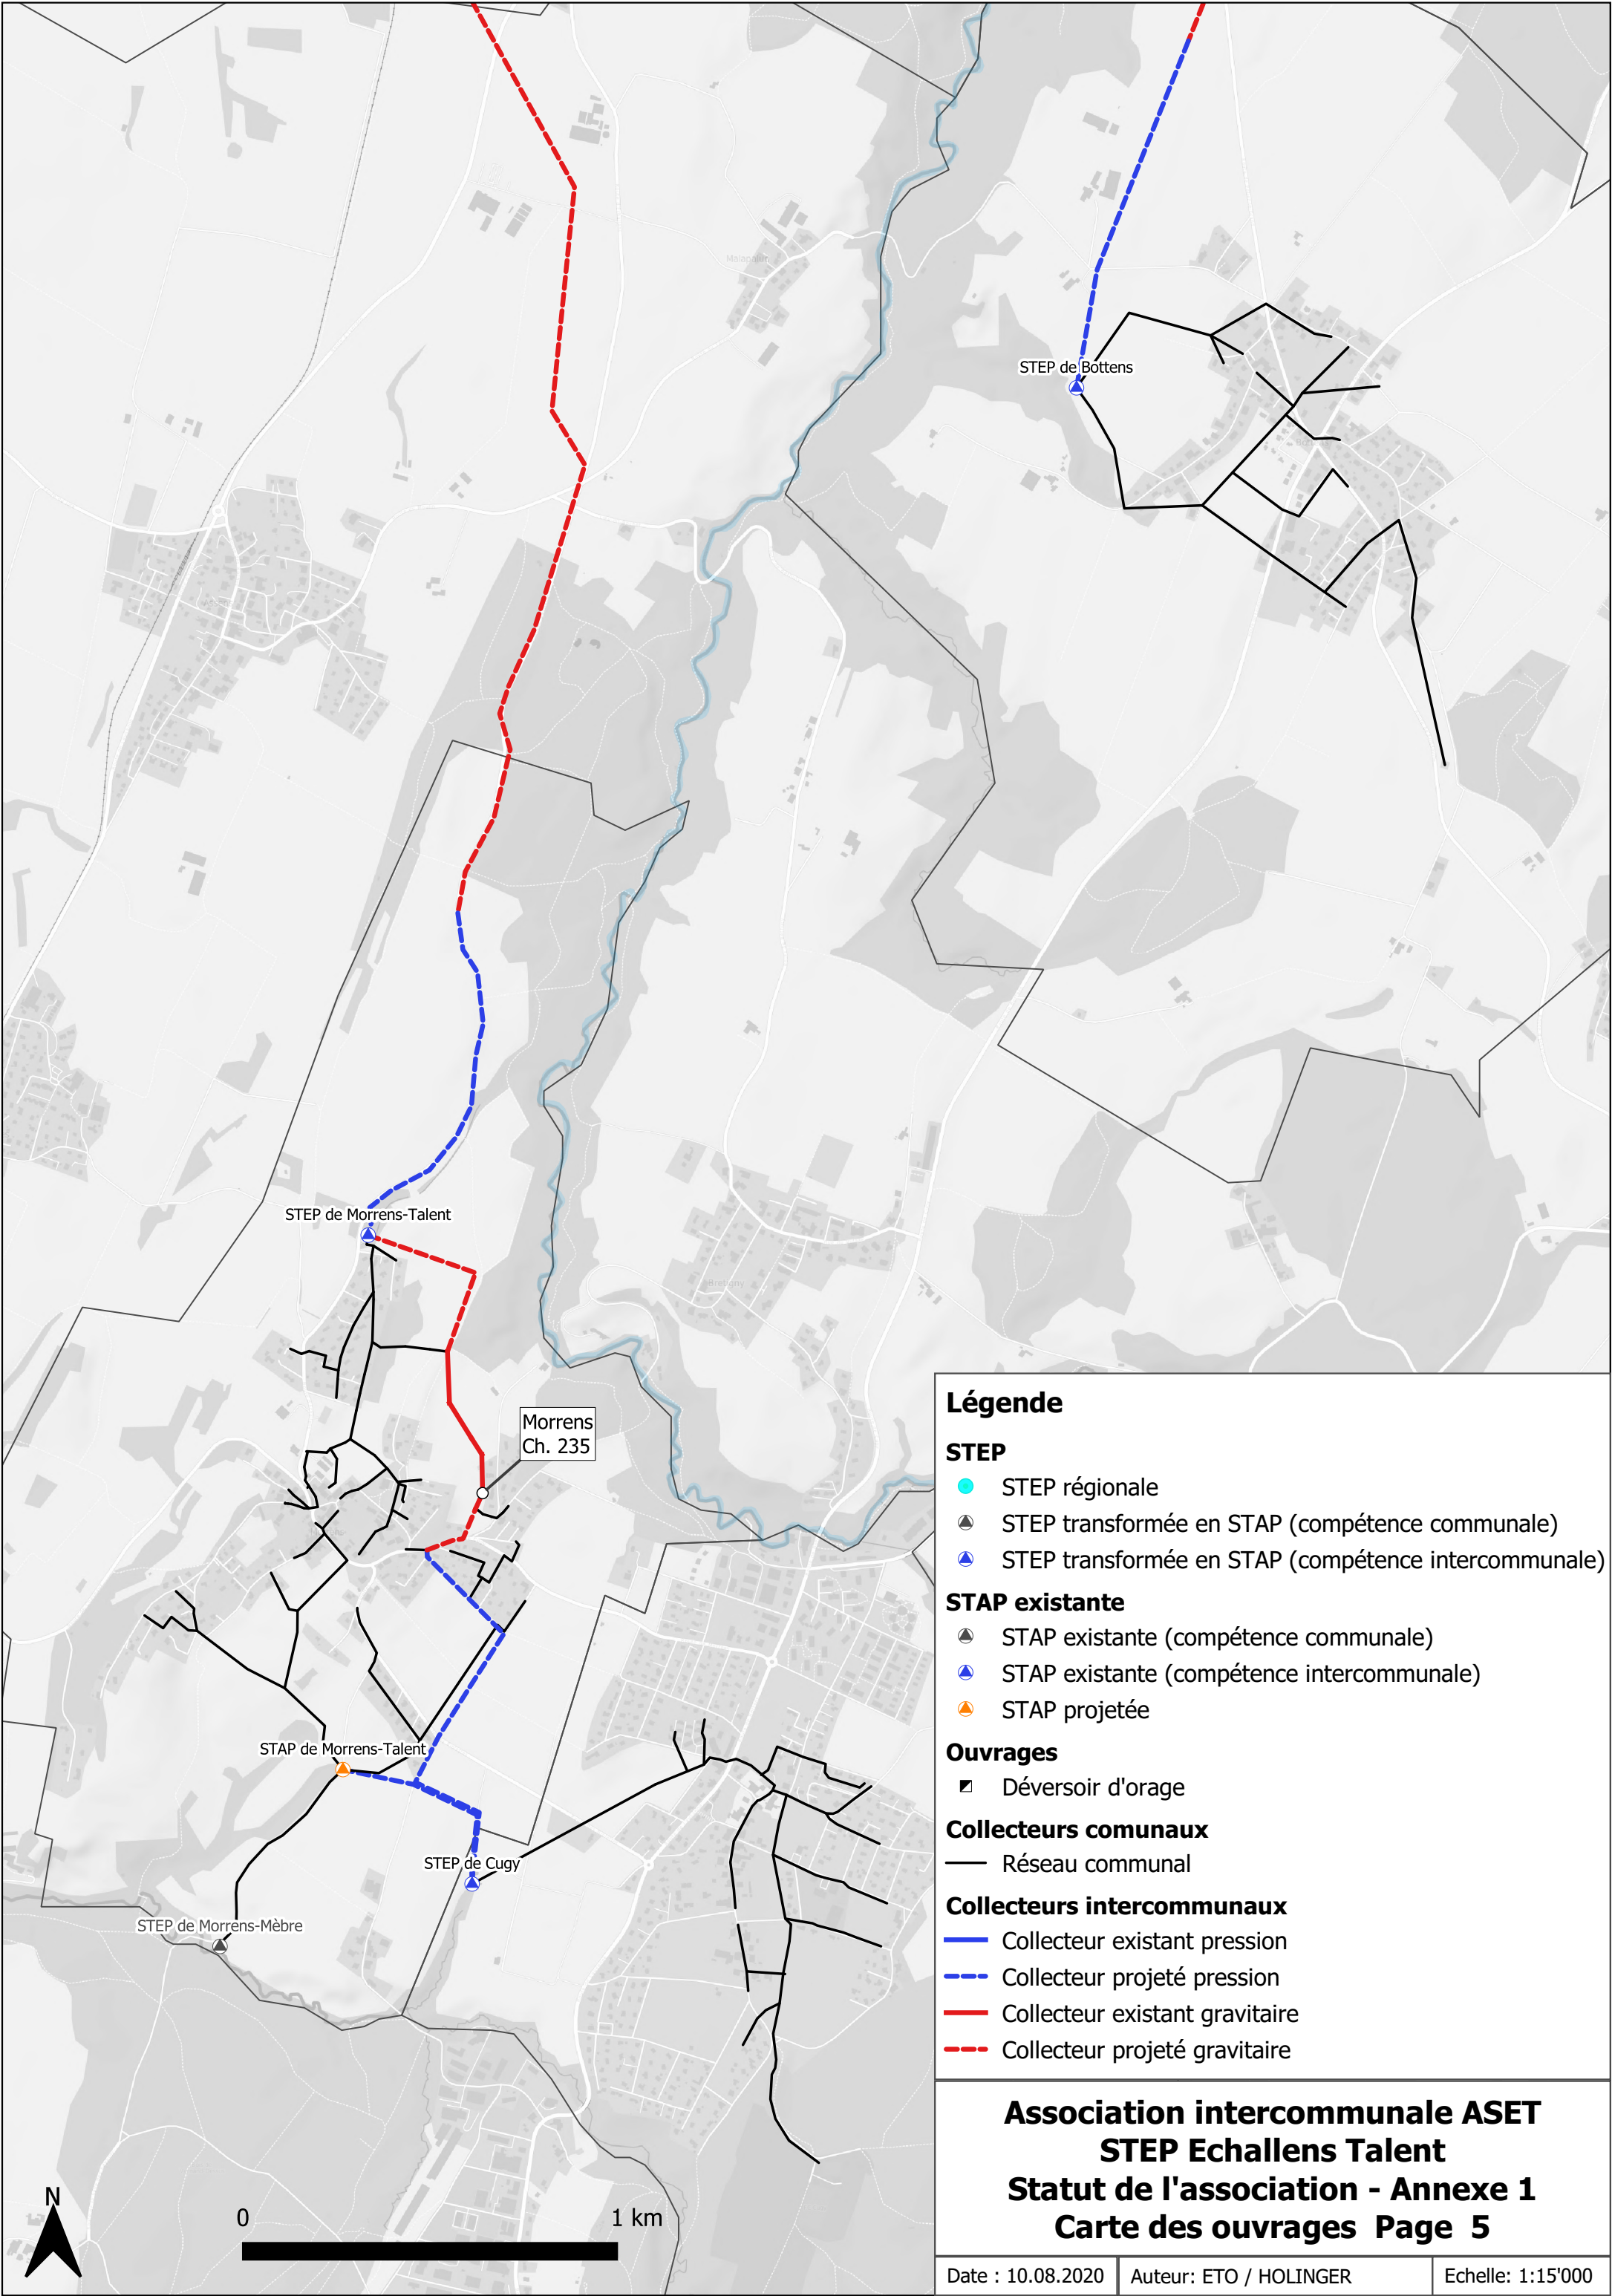 Malapalud
STEP de Bottens
STEP de Morrens-Talent
Bretigny
Morrens
Ch. 235
STAP de Morrens-Talent
STEP de Cugy
STEP de Morrens-Mèbre
N
0
1 km
Légende
STEP
STEP régionale
STEP transformée en STAP (compétence communale)
STEP transformée en STAP (compétence intercommunale)
STAP existante
STAP existante (compétence communale)
STAP existante (compétence intercommunale)
STAP projetée
Ouvrages
Déversoir d'orage
Collecteurs comunaux
Réseau communal
Collecteurs intercommunaux
Collecteur existant pression
Collecteur projeté pression
Collecteur existant gravitaire
Collecteur projeté gravitaire
Association intercommunale ASET
STEP Echallens Talent
Statut de l'association - Annexe 1
Carte des ouvrages Page 5
Date : 10.08.2020
Auteur: ETO / HOLINGER
Echelle: 1:15'000